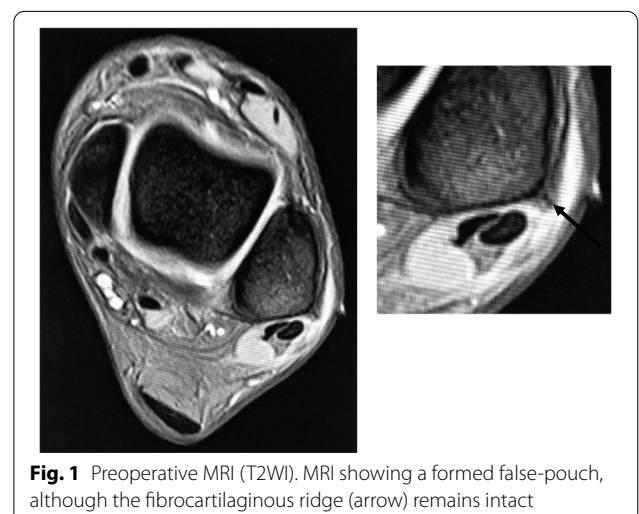 Fig. 1 Preoperative MRI (T2WI). MRI showing a formed false-pouch,
although the fibrocartilaginous ridge (arrow) remains intact